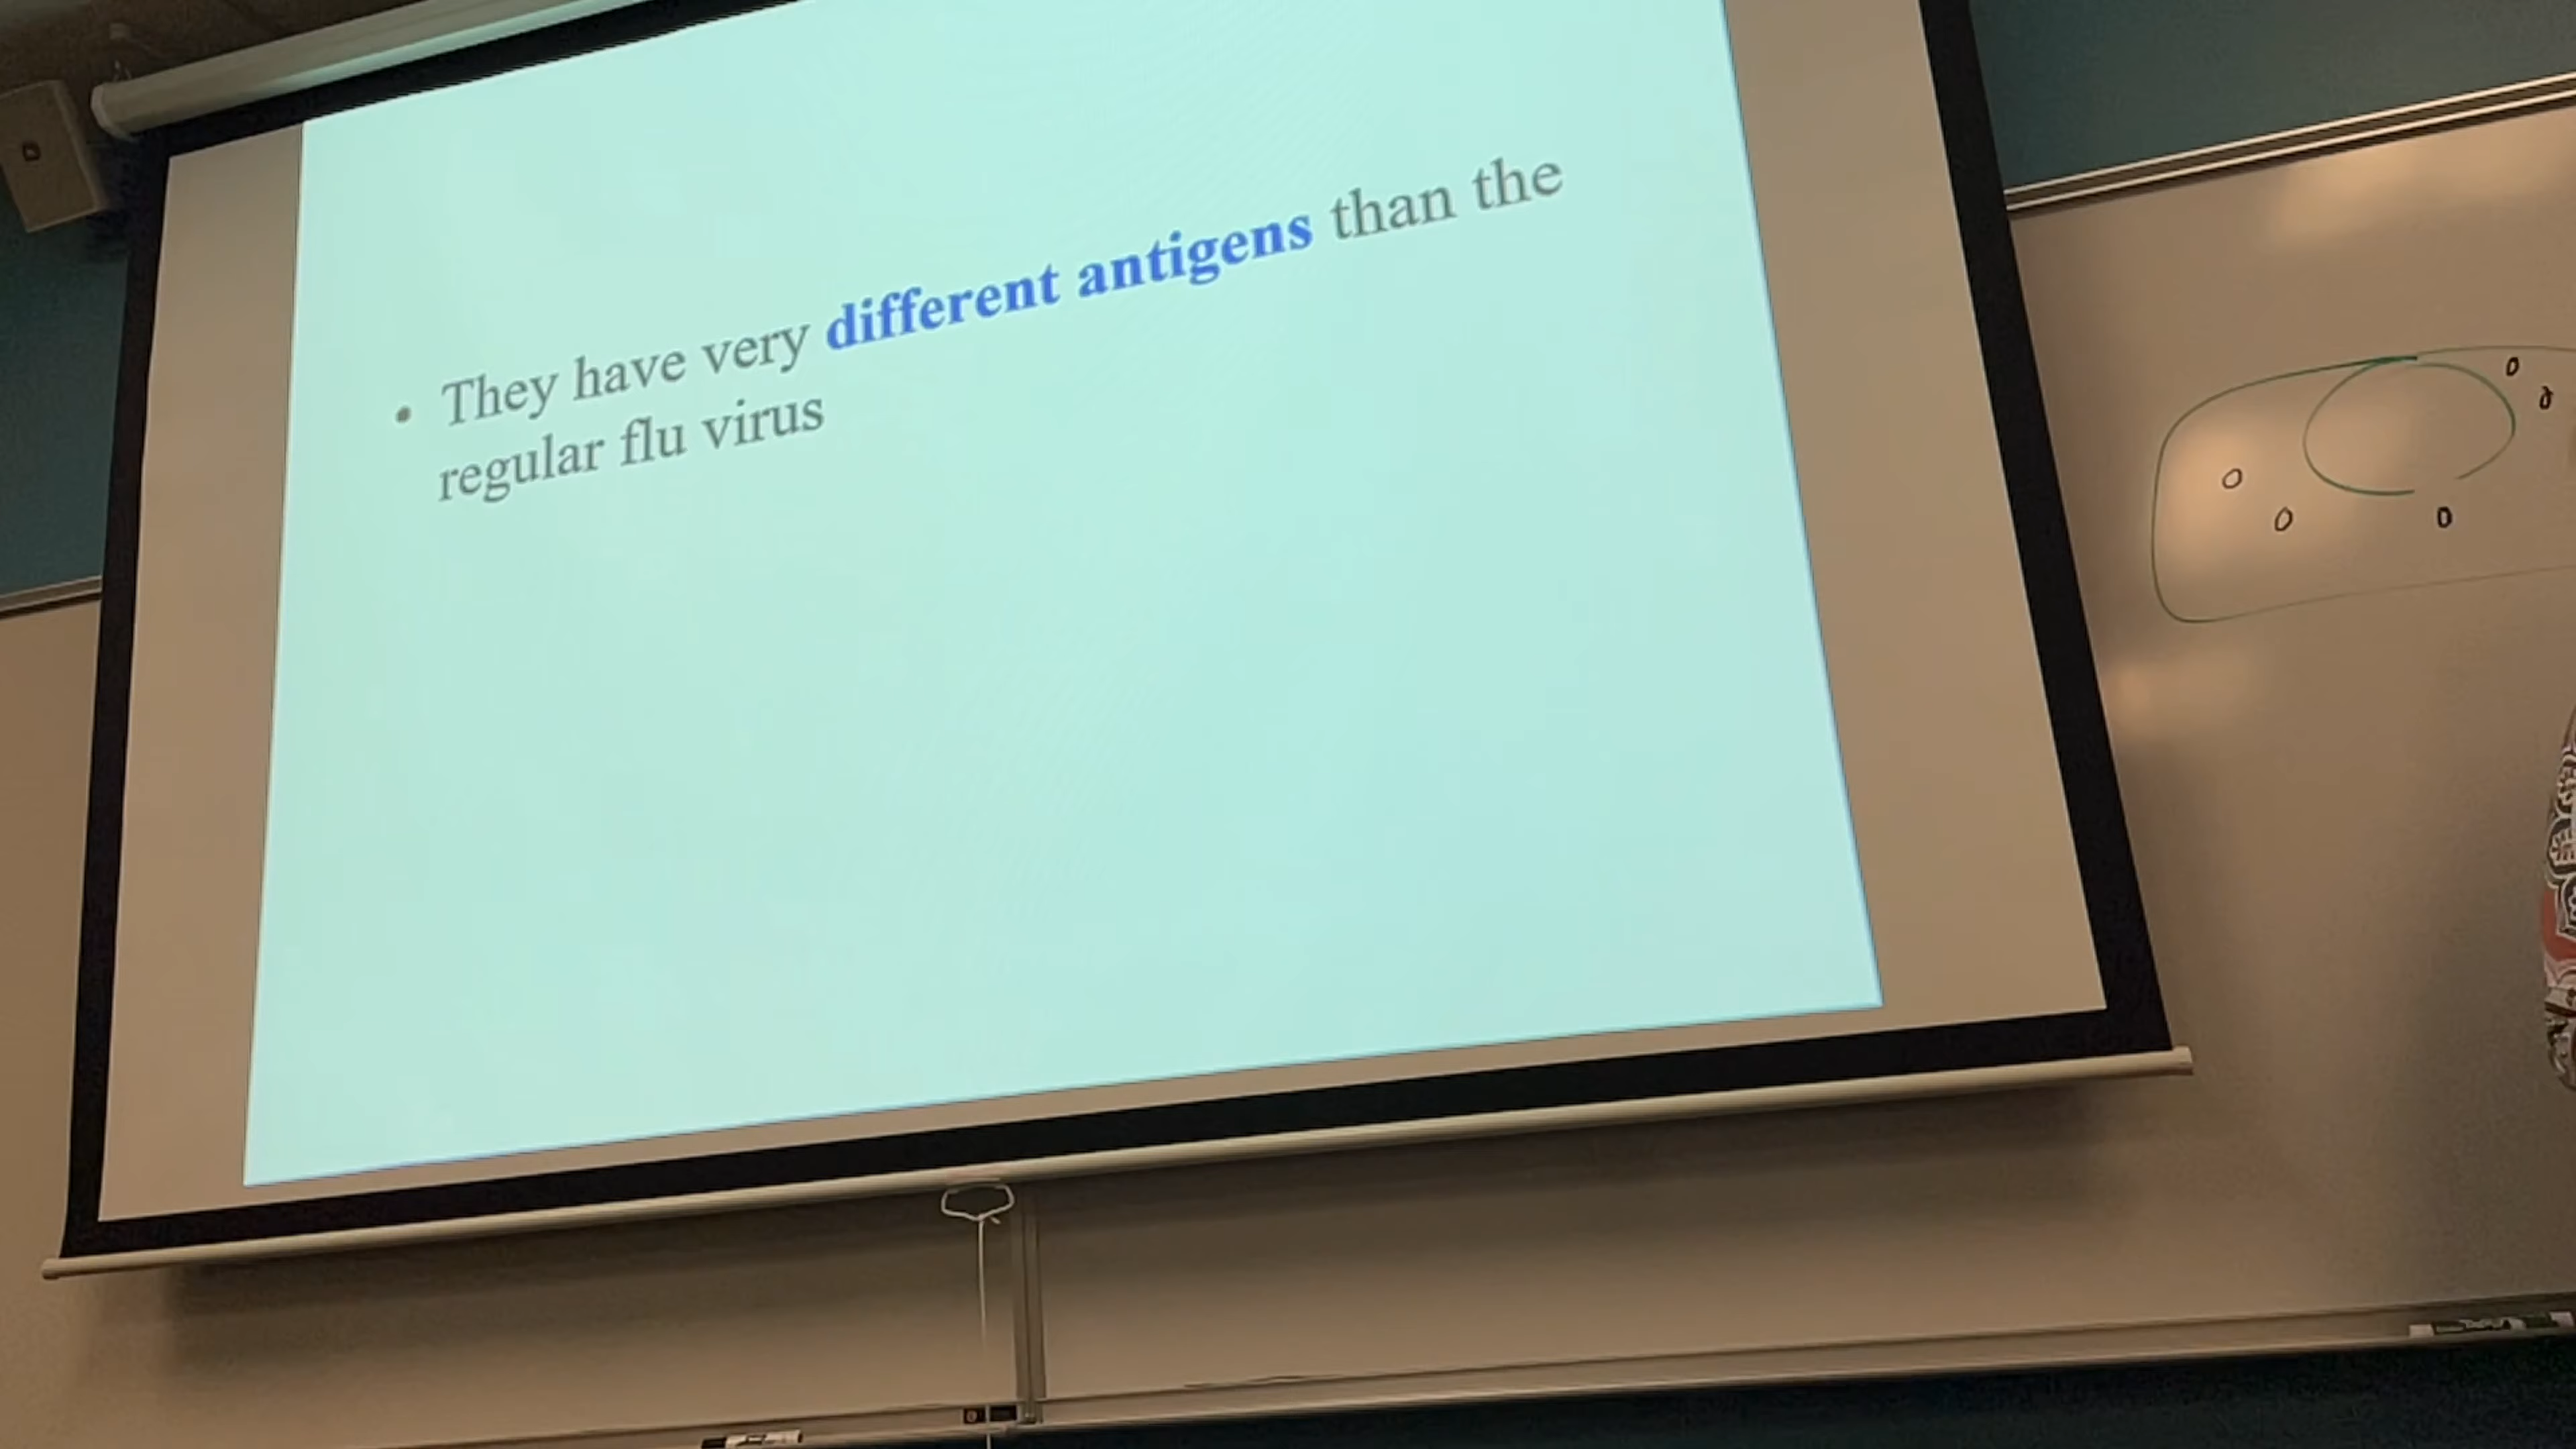 • They have very different antigens than the
regular flu virus